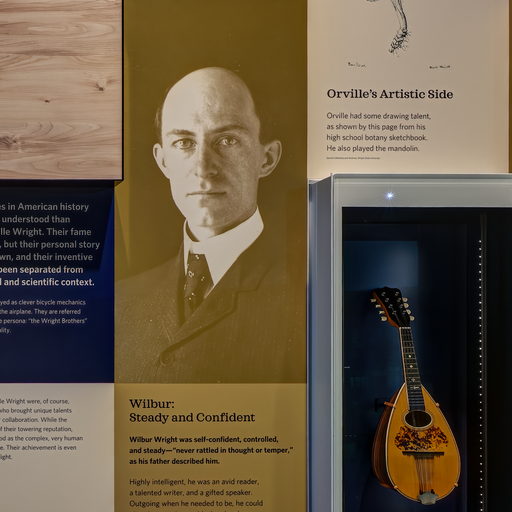 Orville's Artistic Side
Orville had some drawing talent,
as shown by this page from his
high school botany sketchbook.
He also played the mandolin.
es in American history
understood than
lle Wright. Their fame
, but their personal story
wn, and their inventive
been separated from
l and scientific context.
yed as clever bicycle mechanics
the airplane. They are referred
persona: "the Wright Brothers"
ality.
le Wright were, of course,
who brought unique talents
collaboration. While the
f their towering reputation,
od as the complex, very human
e. Their achievement is even
light.
Wilbur:
Steady and Confident
Wilbur Wright was self-confident, controlled,
and steady—"never rattled in thought or temper,"
as his father described him.
Highly intelligent, he was an avid reader,
a talented writer, and a gifted speaker.
Outgoing when he needed to be, he could